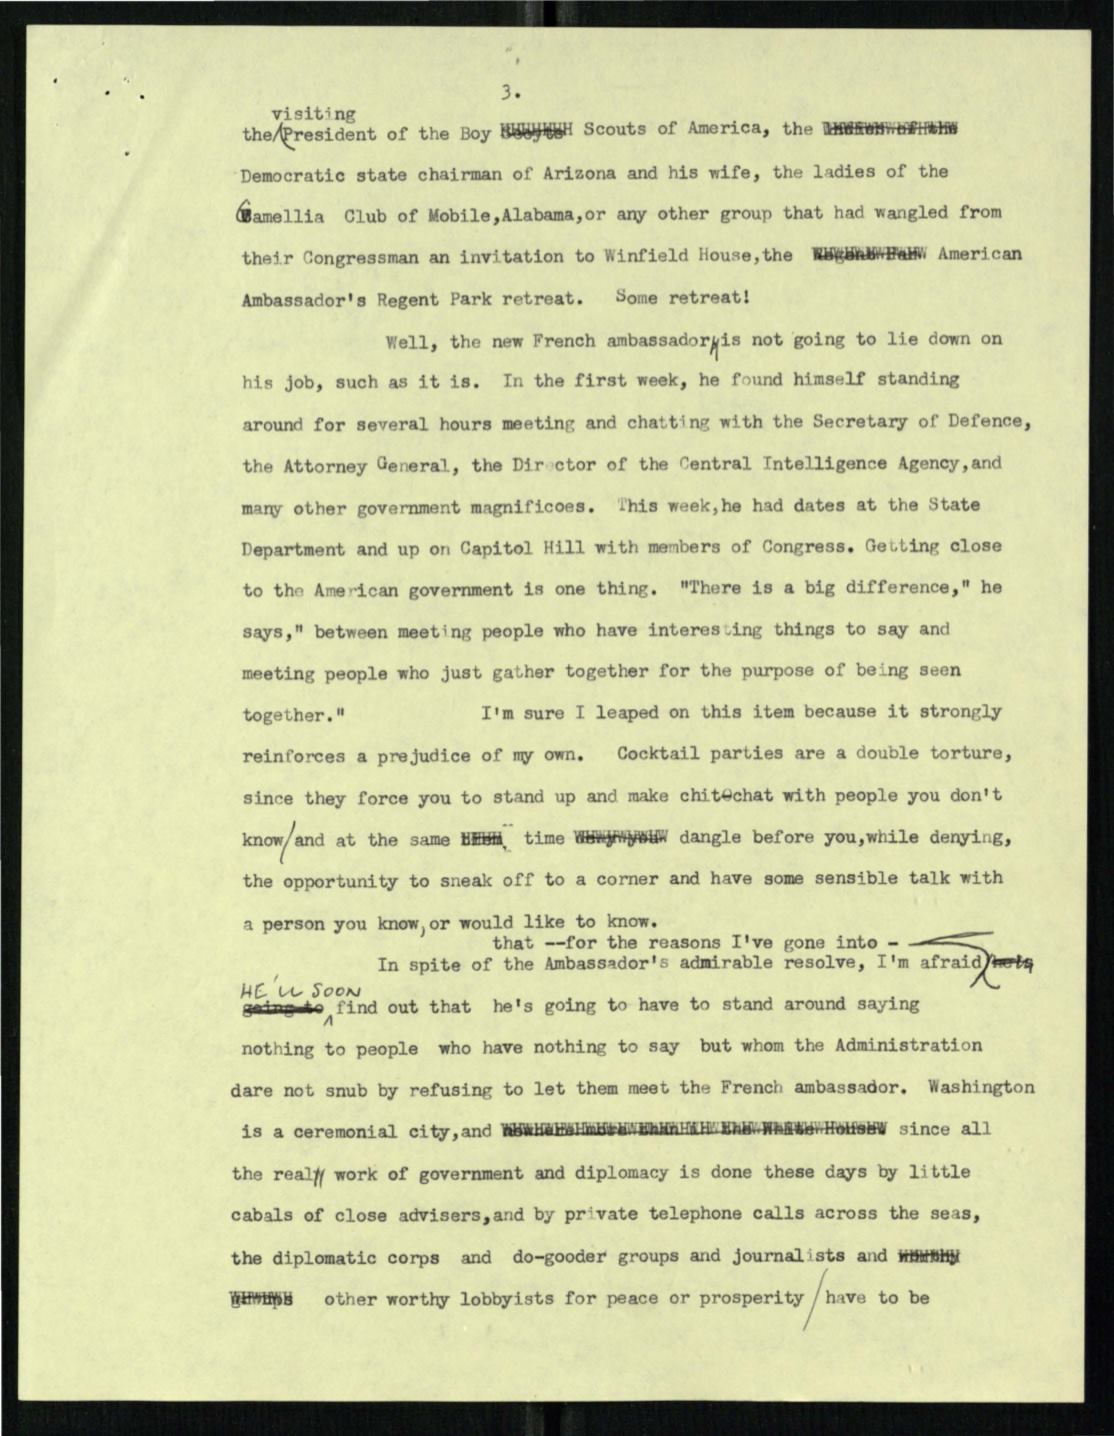 3.
visiting
the President of the Boy Scouts of America, the
Democratic state chairman of Arizona and his wife, the ladies of the
Camellia Club of Mobile,Alabama,or any other group that had wangled from
their Congressman an invitation to Winfield House,the American
Ambassador's Regent Park retreat. Some retreat!
Well, the new French ambassador is not going to lie down on
his job, such as it is. In the first week, he found himself standing
around for several hours meeting and chatting with the Secretary of Defence,
the Attorney General, the Director of the Central Intelligence Agency,and
many other government magnificoes. This week,he had dates at the State
Department and up on Capitol Hill with members of Congress. Getting close
to the American government is one thing. "There is a big difference," he
says," between meeting people who have interesting things to say and
meeting people who just gather together for the purpose of being seen
together." I'm sure I leaped on this item because it strongly
reinforces a prejudice of my own. Cocktail parties are a double torture,
since they force you to stand up and make chit-chat with people you don't
know/and at the same time dangle before you,while denying,
the opportunity to sneak off to a corner and have some sensible talk with
a person you know,or would like to know.
that --for the reasons I've gone into -
In spite of the Ambassador's admirable resolve, I'm afraid he's
HE'LL SOON
going to find out that he's going to have to stand around saying
nothing to people who have nothing to say but whom the Administration
dare not snub by refusing to let them meet the French ambassador. Washington
is a ceremonial city,and since all
the real work of government and diplomacy is done these days by little
cabals of close advisers,and by private telephone calls across the seas,
the diplomatic corps and do-gooder groups and journalists and worthy
groups other worthy lobbyists for peace or prosperity/have to be